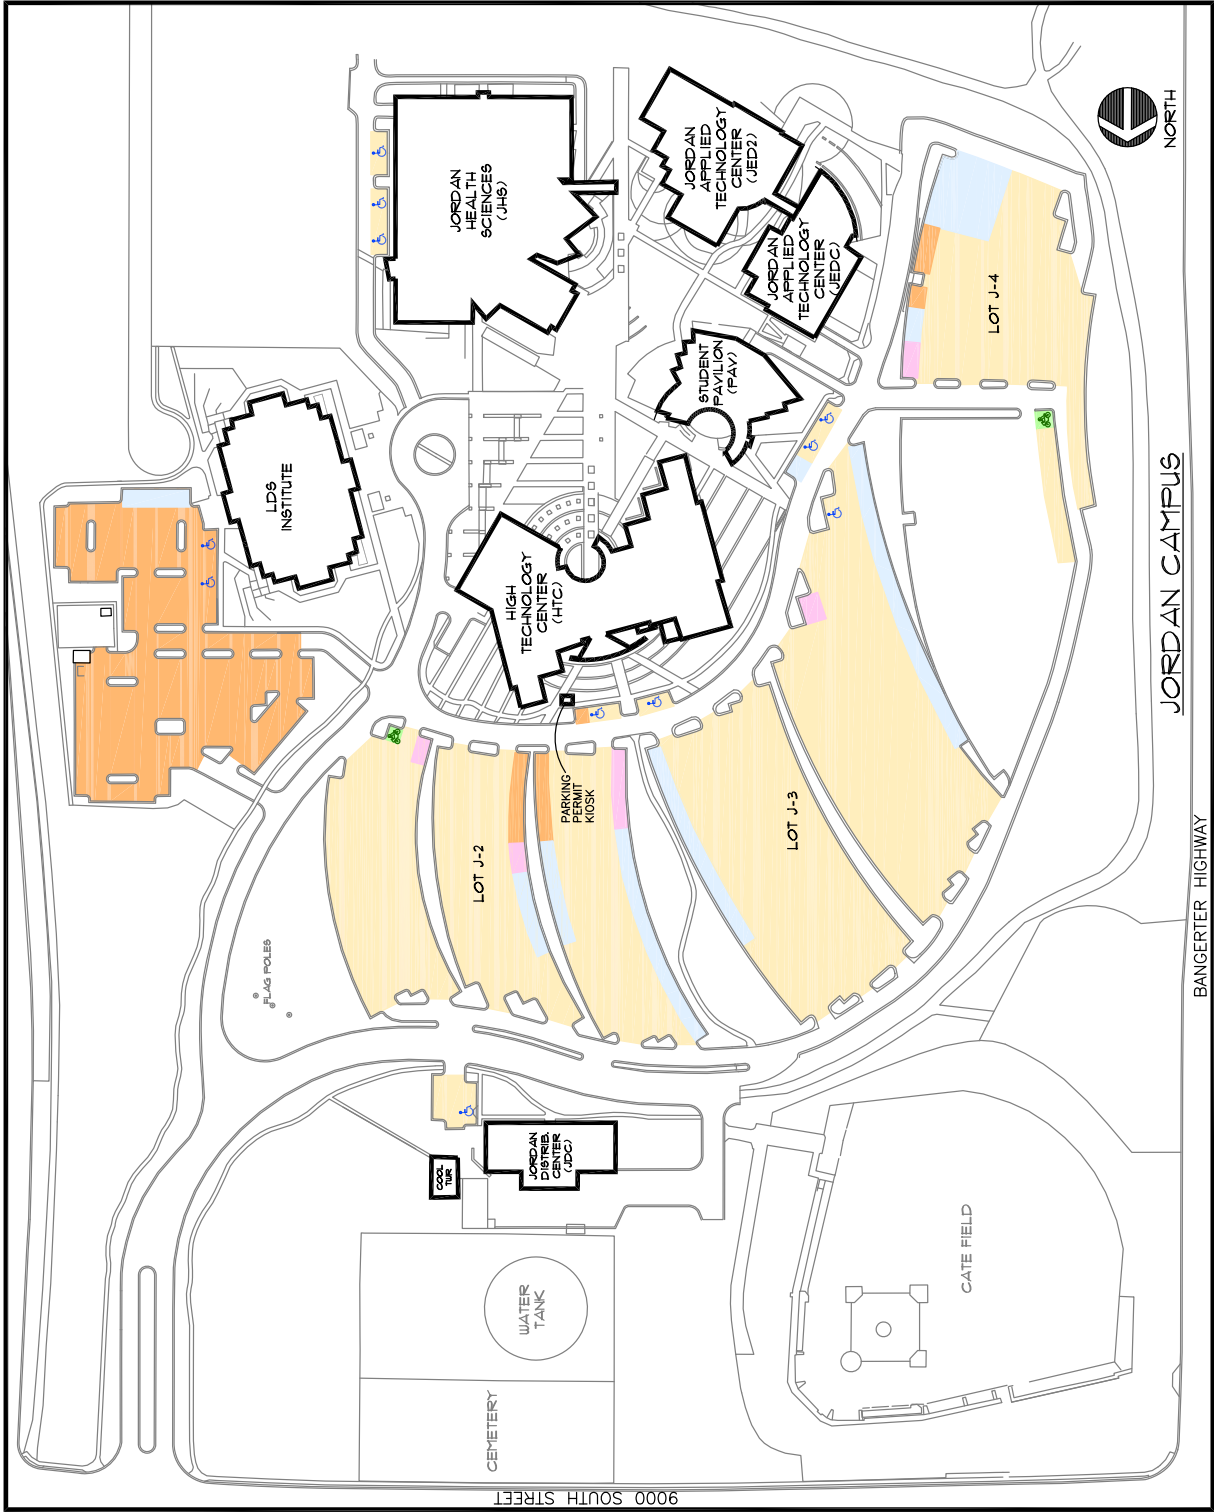 NORTH
JORDAN
HEALTH
SCIENCES
(JHS)
JORDAN
APPLIED
TECHNOLOGY
CENTER
(JED2)
JORDAN
APPLIED
TECHNOLOGY
CENTER
(JEDC)
LOT J-4
STUDENT
PAVILION
(PAV)
LDS
INSTITUTE
HIGH
TECHNOLOGY
CENTER
(HTC)
JORDAN CAMPUS
PARKING
PERMIT
KIOSK
LOT J-2
LOT J-3
BANGERTER HIGHWAY
FLAG POLES
COOL
TWR
JORDAN
DISTRIB.
CENTER
(JDC)
WATER
TANK
CATE FIELD
CEMETERY
9000 SOUTH STREET